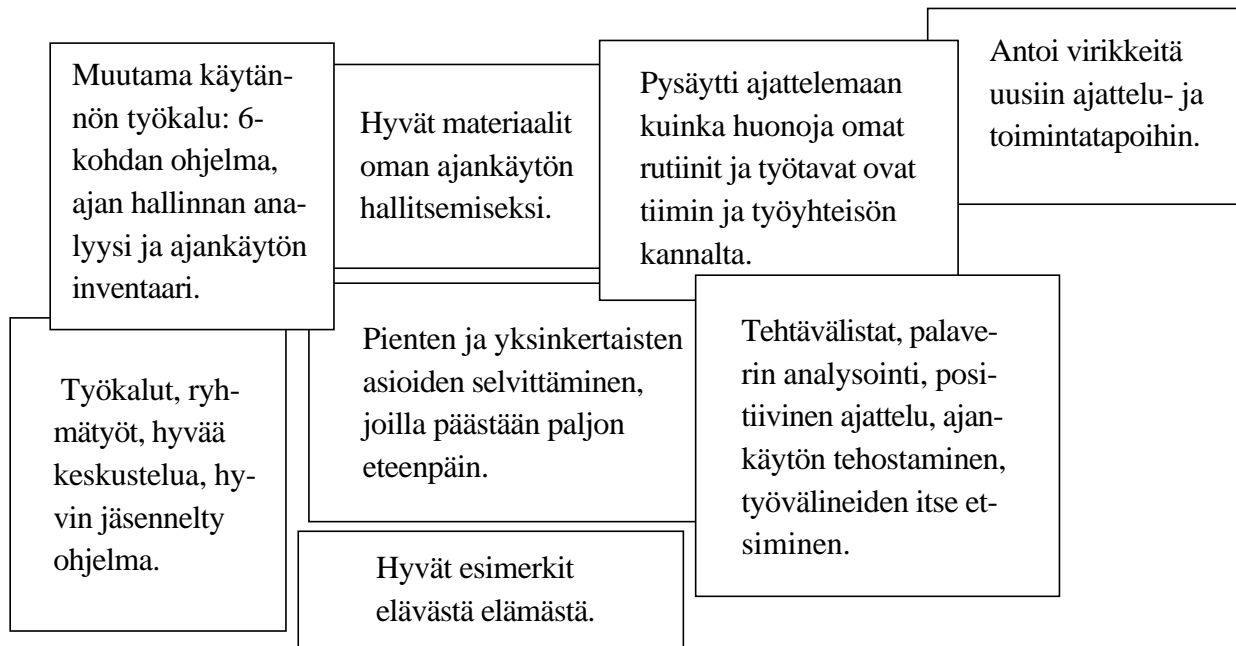 Muutama käytän-
nön työkalu: 6-
kohdan ohjelma,
ajan hallinnan ana-
lyysi ja ajankäytön
inventaari.
Hyvät materiaalit
oman ajankäytön
hallitsemiseksi.
Pysäytti ajattelemaan
kuinka huonoja omat
rutiinit ja työtavat ovat
tiimin ja työyhteisön
kannalta.
Antoi virikkeitä
uusiin ajattelu- ja
toimintatapoihin.
Työkalut, ryh-
mätyöt, hyvää
keskustelua, hy-
vin jäsennelty
ohjelma.
Pienten ja yksinkertaisten
asioiden selvittäminen,
joilla päästään paljon
eteenpäin.
Tehtävälistat, palave-
rin analysointi, posi-
tiivinen ajattelu, ajan-
käytön tehostaminen,
työvälineiden itse et-
siminen.
Hyvät esimerkit
elävästä elämästä.